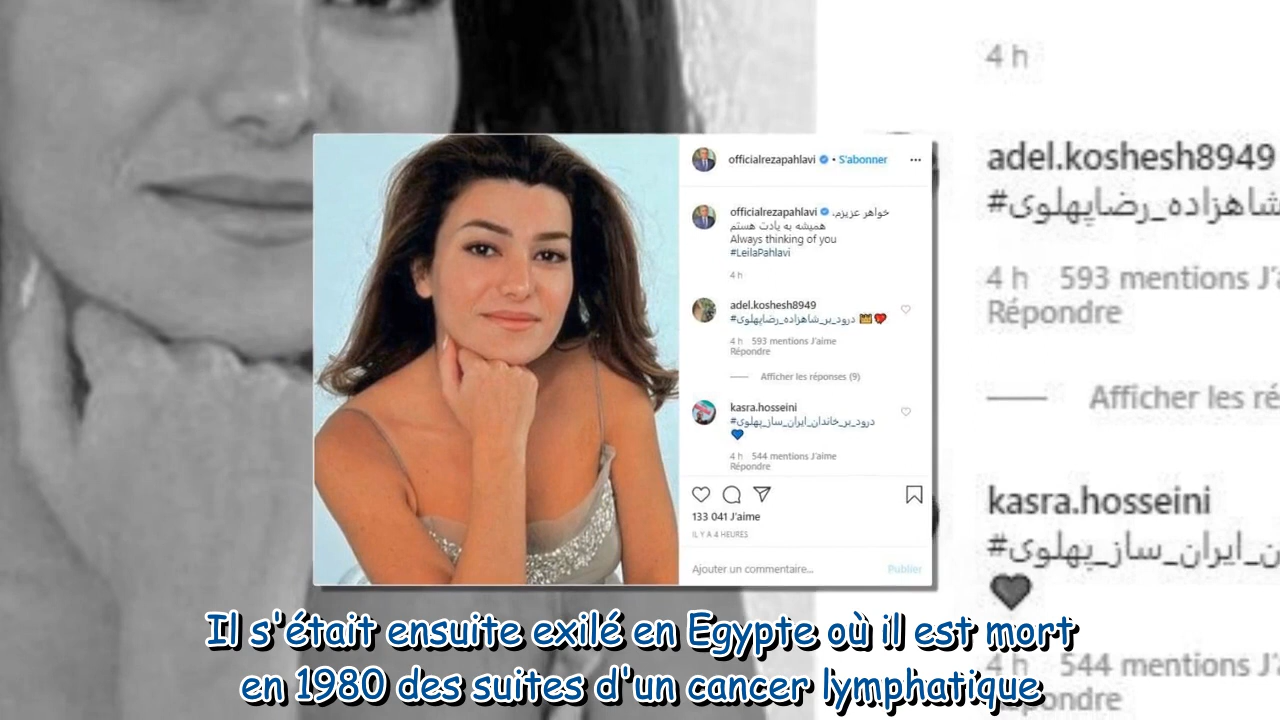 officialrezapahlavi • S'abonner
officialrezapahlavi خواهر عزیزم،
همیشه به یادت هستم
Always thinking of you
#LeilaPahlavi
4 h
adel.koshesh8949
#درود_بر_شاهزاده_رضاپهلوی
4 h 593 mentions J'aime
Répondre
Afficher les réponses (9)
kasra.hosseini
#درود_بر_خاندان_ایران_ساز_پهلوی
💙
4 h 544 mentions J'aime
Répondre
133 041 J'aime
IL Y A 4 HEURES
Ajouter un commentaire... Publier
4 h
adel.koshesh8949
#شاهزاده_رضاپهلوی
4 h 593 mentions J'a
Répondre
Afficher les ré
kasra.hosseini
#ن_ایران_ساز_پهلوی
4 h 544 mentions J
pondre
Il s'était ensuite exilé en Egypte où il est mort
en 1980 des suites d'un cancer lymphatique